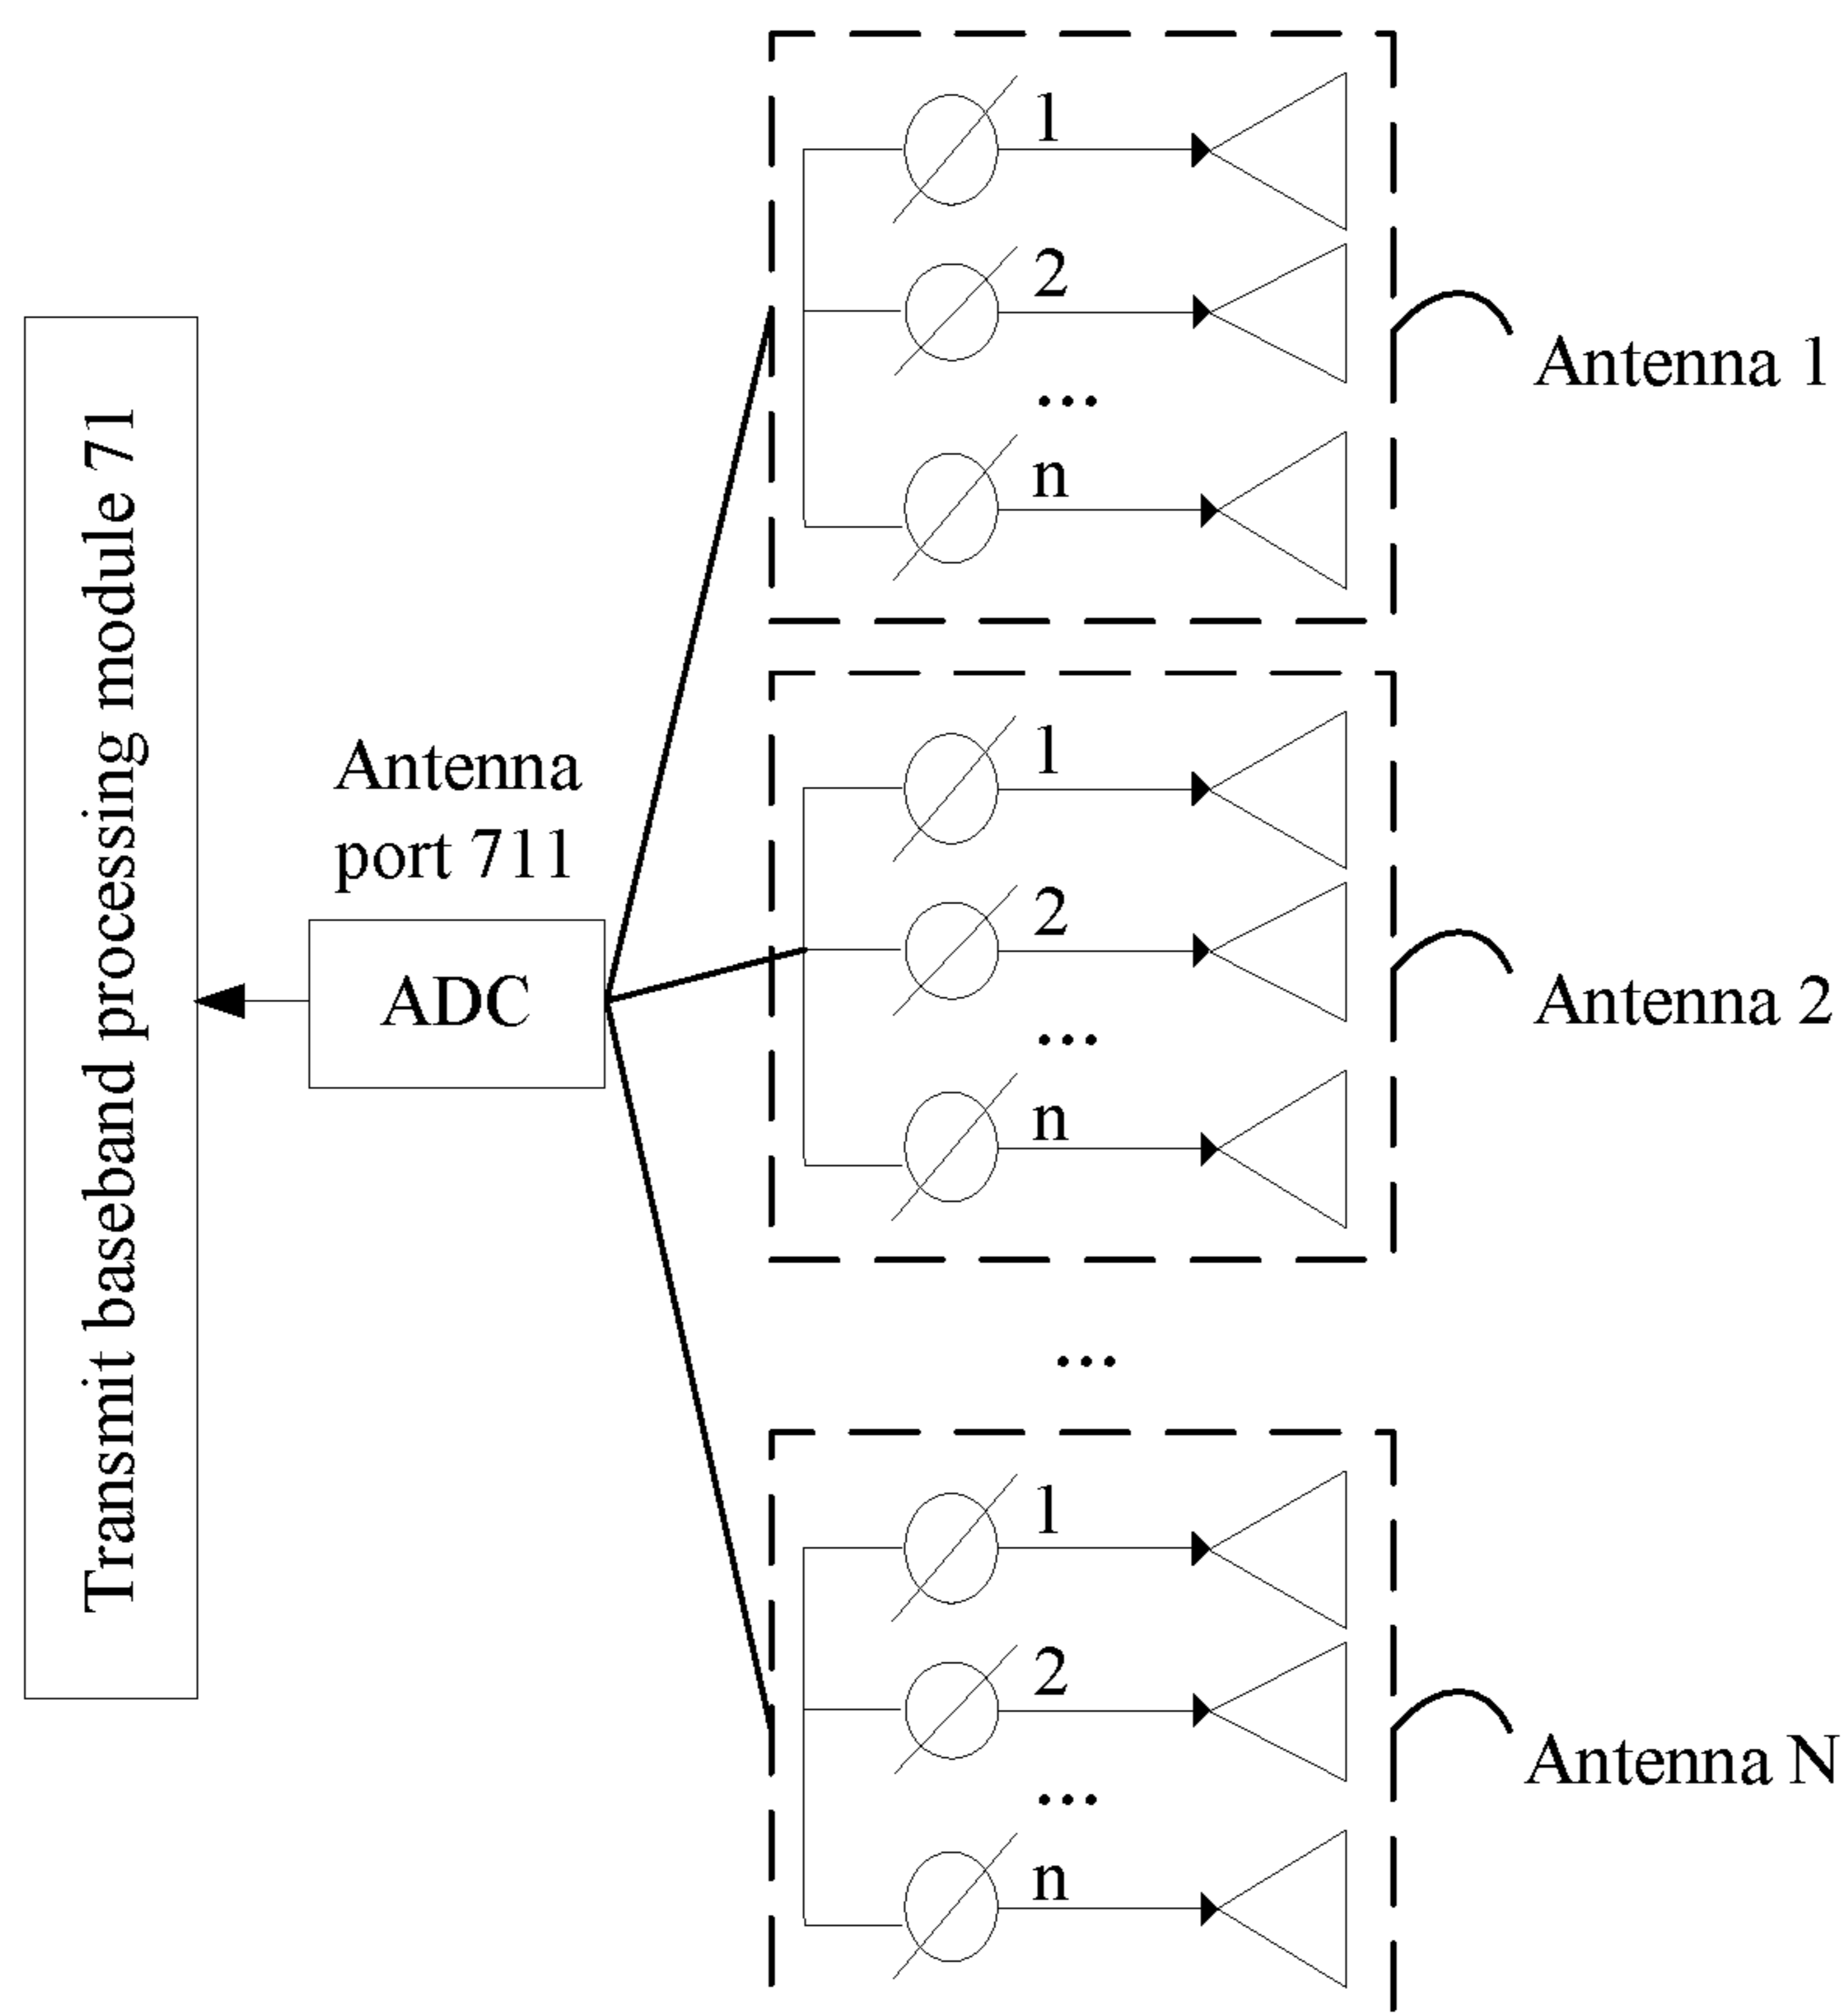 Transmit baseband processing module 71
Antenna
port 711
ADC
1
2
...
n
Antenna 1
1
2
...
n
Antenna 2
...
1
2
...
n
Antenna N